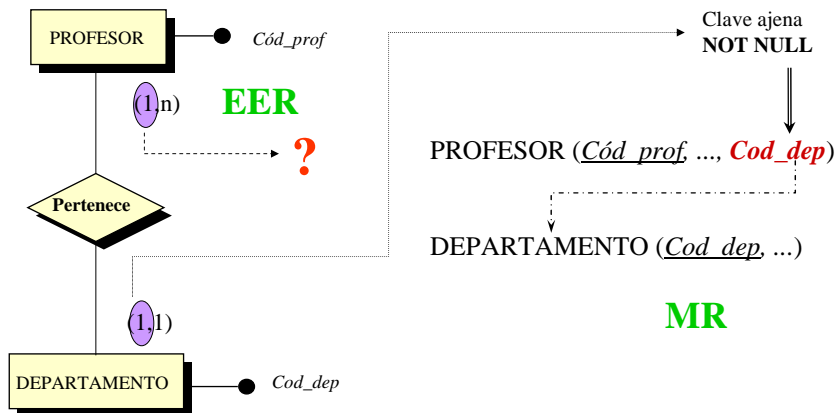 PROFESOR
Cód_prof
(1,n)
EER
?
Pertenece
(1,1)
DEPARTAMENTO
Cod_dep
Clave ajena
NOT NULL
PROFESOR (Cód_prof, ..., Cod_dep)
DEPARTAMENTO (Cod_dep, ...)
MR